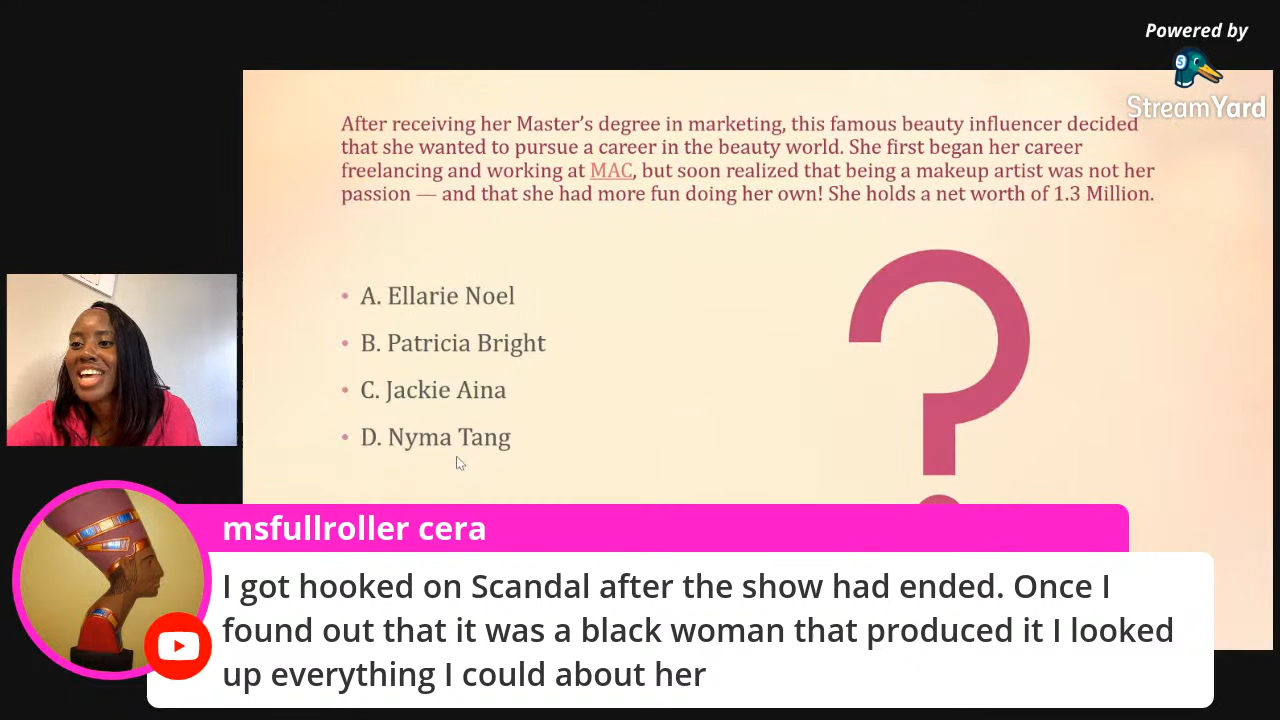 Powered by
StreamYard
After receiving her Master’s degree in marketing, this famous beauty influencer decided
that she wanted to pursue a career in the beauty world. She first began her career
freelancing and working at MAC, but soon realized that being a makeup artist was not her
passion — and that she had more fun doing her own! She holds a net worth of 1.3 Million.
• A. Ellarie Noel
• B. Patricia Bright
• C. Jackie Aina
• D. Nyma Tang
?
msfullroller cera
I got hooked on Scandal after the show had ended. Once I
found out that it was a black woman that produced it I looked
up everything I could about her